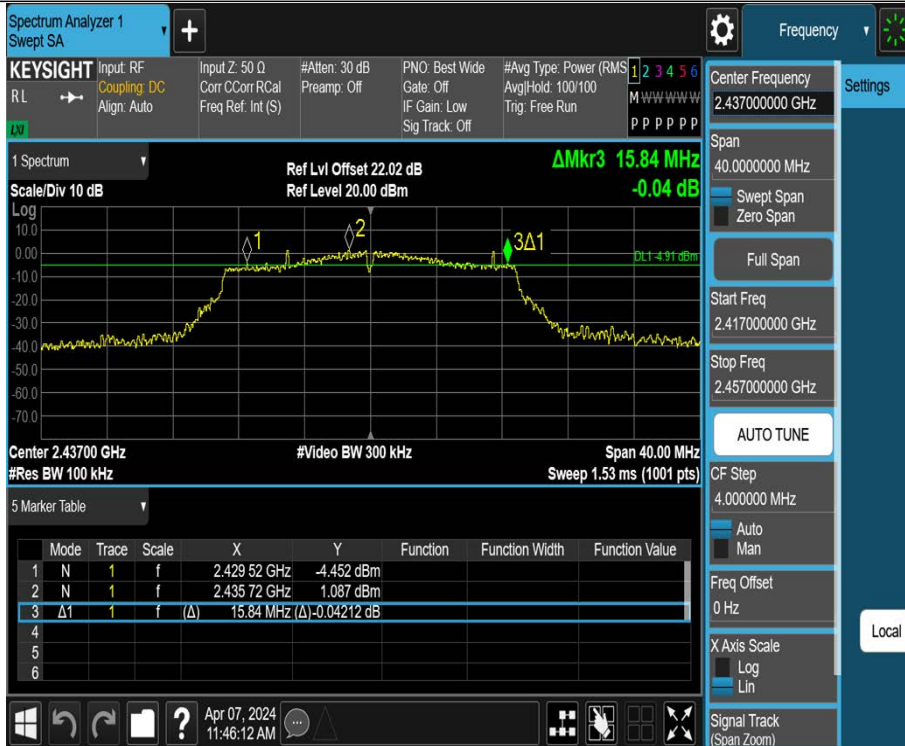 Spectrum Analyzer 1
Swept SA
+
Frequency
KEYSIGHT
RL
LXI
Input: RF
Coupling: DC
Align: Auto
Input Z: 50 Ω
Corr CCorr RCal
Freq Ref: Int (S)
#Atten: 30 dB
Preamp: Off
PNO: Best Wide
Gate: Off
IF Gain: Low
Sig Track: Off
#Avg Type: Power (RMS
Avg|Hold: 100/100
Trig: Free Run
1 2 3 4 5 6
M W W W W W
P P P P P P
1 Spectrum
Scale/Div 10 dB
Ref Lvl Offset 22.02 dB
Ref Level 20.00 dBm
ΔMkr3 15.84 MHz
-0.04 dB
Log
10.0
0.00
-10.0
-20.0
-30.0
-40.0
-50.0
-60.0
-70.0
1
2
3Δ1
DL1 -4.91 dBm
Center 2.43700 GHz
#Res BW 100 kHz
#Video BW 300 kHz
Span 40.00 MHz
Sweep 1.53 ms (1001 pts)
5 Marker Table
Mode Trace Scale X Y Function Function Width Function Value
1 N 1 f 2.429 52 GHz -4.452 dBm
2 N 1 f 2.435 72 GHz 1.087 dBm
3 Δ1 1 f (Δ) 15.84 MHz (Δ)-0.04212 dB
4
5
6
?
Apr 07, 2024
11:46:12 AM
Center Frequency
2.437000000 GHz
Span
40.0000000 MHz
Swept Span
Zero Span
Full Span
Start Freq
2.417000000 GHz
Stop Freq
2.457000000 GHz
AUTO TUNE
CF Step
4.000000 MHz
Auto
Man
Freq Offset
0 Hz
X Axis Scale
Log
Lin
Signal Track
(Span Zoom)
Settings
Local